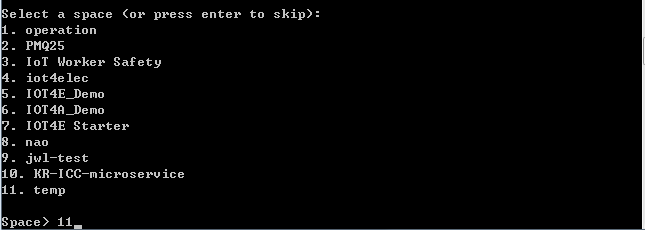 Select a space (or press enter to skip):
1. operation
2. PMQ25
3. IoT Worker Safety
4. iot4elec
5. IOT4E_Demo
6. IOT4A_Demo
7. IOT4E Starter
8. nao
9. jwl-test
10. KR-ICC-microservice
11. temp
Space> 11